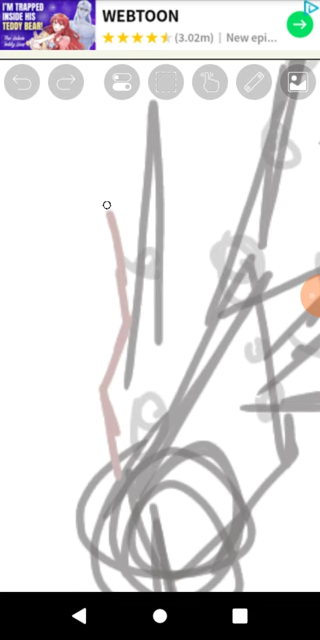 I'M TRAPPED
INSIDE HIS
TEDDY BEAR!
WEBTOON
(3.02m) | New epi...